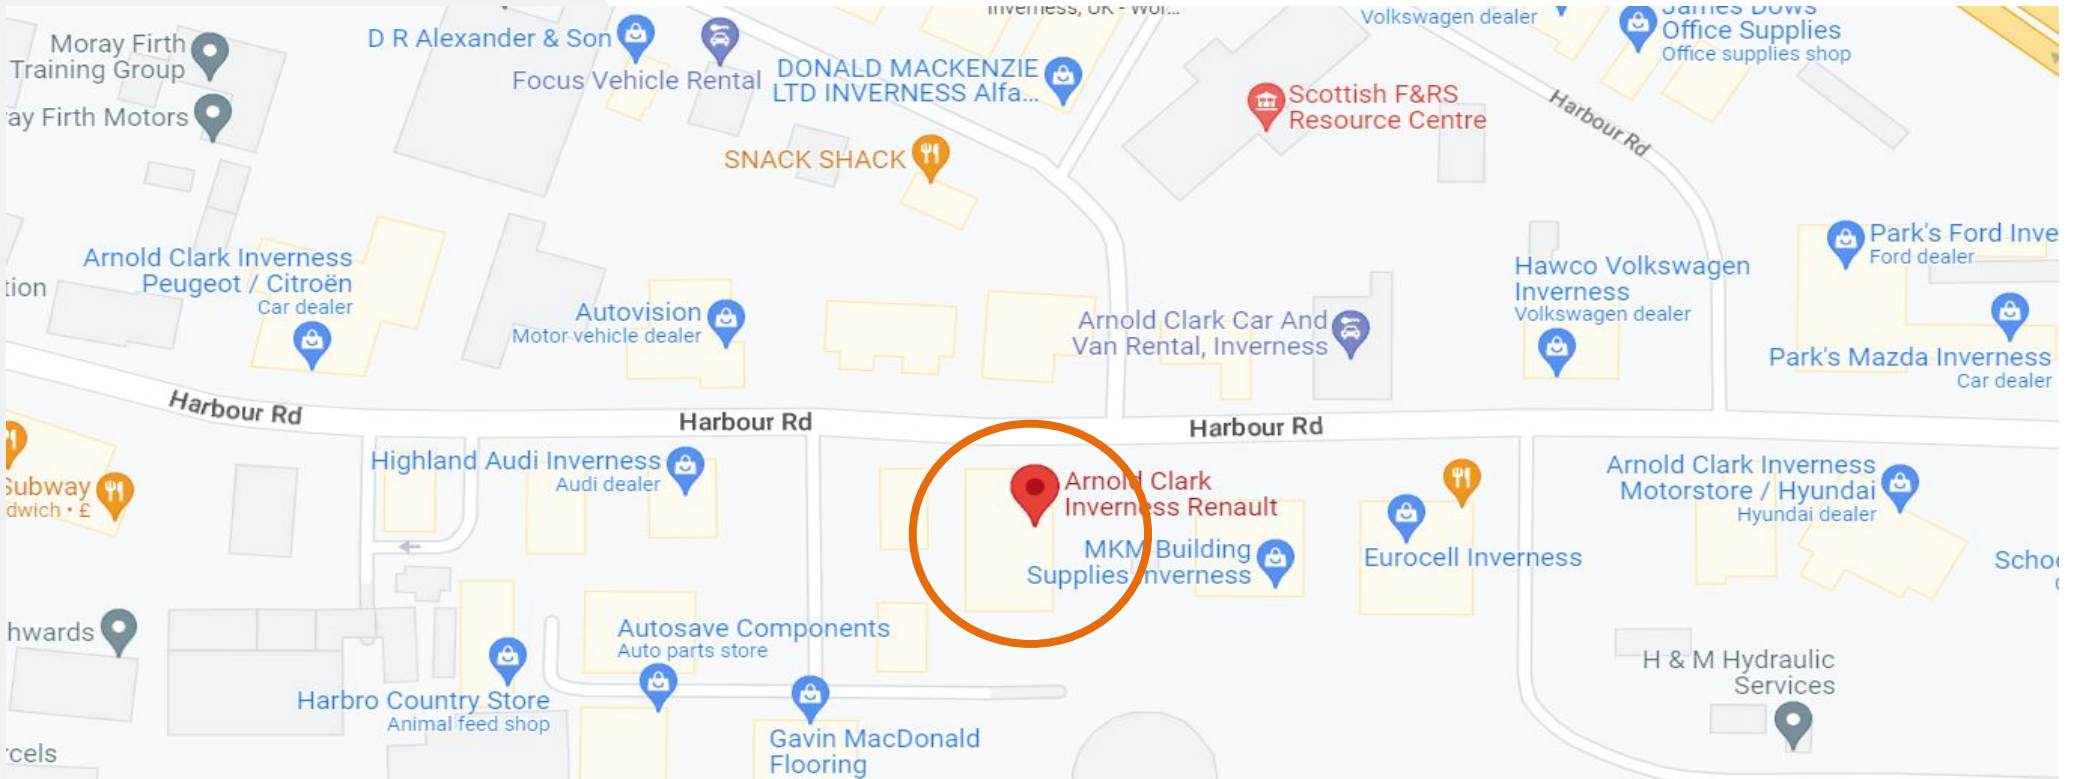 Inverness, UK - Wor...
Volkswagen dealer
James Dows
Office Supplies
Office supplies shop
Moray Firth
Training Group
D R Alexander & Son
Focus Vehicle Rental
DONALD MACKENZIE
LTD INVERNESS Alfa...
Scottish F&RS
Resource Centre
Harbour Rd
ay Firth Motors
SNACK SHACK
Arnold Clark Inverness
Peugeot / Citroën
Car dealer
tion
Autovision
Motor vehicle dealer
Arnold Clark Car And
Van Rental, Inverness
Hawco Volkswagen
Inverness
Volkswagen dealer
Park's Ford Inve
Ford dealer
Park's Mazda Inverness
Car dealer
Harbour Rd
Harbour Rd
Harbour Rd
Subway
dwich • £
Highland Audi Inverness
Audi dealer
Arnold Clark
Inverness Renault
MKM Building
Supplies Inverness
Eurocell Inverness
Arnold Clark Inverness
Motorstore / Hyundai
Hyundai dealer
Schoo
hwards
Autosave Components
Auto parts store
H & M Hydraulic
Services
Harbro Country Store
Animal feed shop
Gavin MacDonald
Flooring
rcels